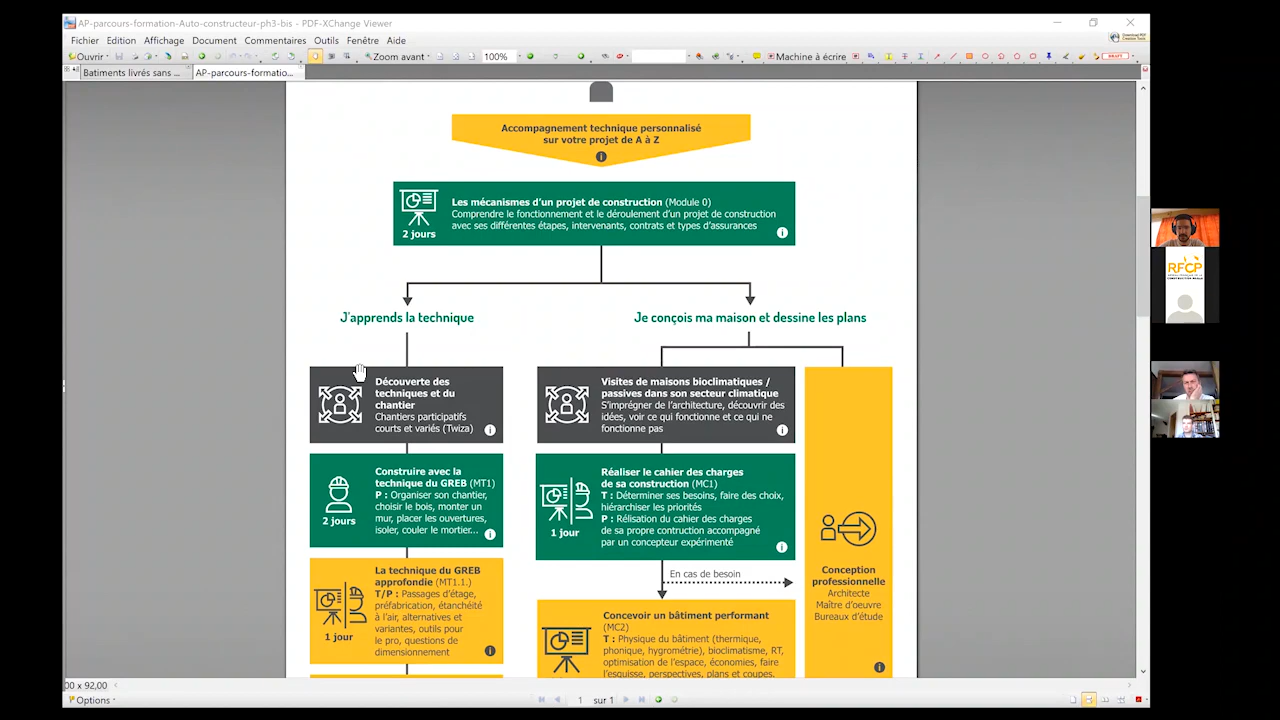 AP-parcours-formation-Auto-constructeur-ph3-bis - PDF-XChange Viewer
Fichier Edition Affichage Document Commentaires Outils Fenêtre Aide
Ouvrir Zoom avant 100% Machine à écrire
Batiments livrés sans ... AP-parcours-formatio...
Accompagnement technique personnalisé
sur votre projet de A à Z
Les mécanismes d'un projet de construction (Module 0)
Comprendre le fonctionnement et le déroulement d'un projet de construction
avec ses différentes étapes, intervenants, contrats et types d'assurances
2 jours
J'apprends la technique
Je conçois ma maison et dessine les plans
Découverte des
techniques et du
chantier
Chantiers participatifs
courts et variés (Twiza)
Visites de maisons bioclimatiques /
passives dans son secteur climatique
S'imprégner de l'architecture, découvrir des
idées, voir ce qui fonctionne et ce qui ne
fonctionne pas
Construire avec la
technique du GREB (MT1)
P : Organiser son chantier,
choisir le bois, monter un
mur, placer les ouvertures,
isoler, couler le mortier...
2 jours
Réaliser le cahier des charges
de sa construction (MC1)
T : Déterminer ses besoins, faire des choix,
hiérarchiser les priorités
P : Rélisation du cahier des charges
de sa propre contruction accompagné
par un concepteur expérimenté
1 jour
Conception
professionnelle
Architecte
Maître d'oeuvre
Bureaux d'étude
En cas de besoin
La technique du GREB
approfondie (MT1.1.)
T/P : Passages d'étage,
préfabrication, étanchéité
à l'air, alternatives et
variantes, outils pour
le pro, questions de
dimensionnement
1 jour
Concevoir un bâtiment performant
(MC2)
T : Physique du bâtiment (thermique,
phonique, hygrométrie), bioclimatisme, RT,
optimisation de l'espace, économies, faire
l'esquisse, perspectives, plans et coupes.
00 x 92,00
Options
1 sur 1
RFCP